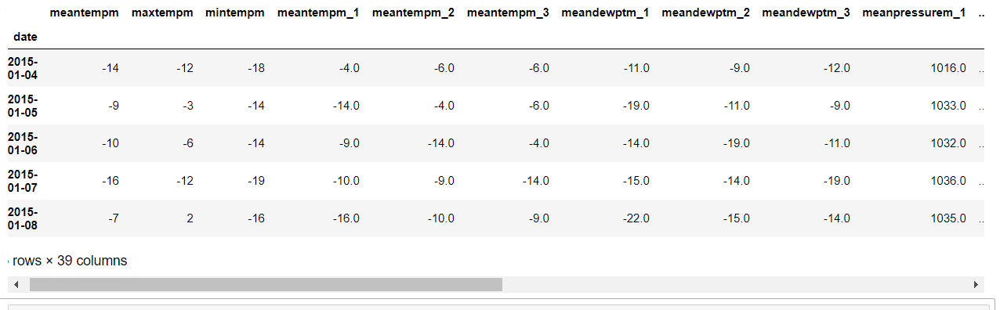 meantempm maxtempm mintempm meantempm_1 meantempm_2 meantempm_3 meandewptm_1 meandewptm_2 meandewptm_3 meanpressurem_1 ..
date
2015-01-04 -14 -12 -18 -4.0 -6.0 -6.0 -11.0 -9.0 -12.0 1016.0 ..
2015-01-05 -9 -3 -14 -14.0 -4.0 -6.0 -19.0 -11.0 -9.0 1033.0 ..
2015-01-06 -10 -6 -14 -9.0 -14.0 -4.0 -14.0 -19.0 -11.0 1032.0 ..
2015-01-07 -16 -12 -19 -10.0 -9.0 -14.0 -15.0 -14.0 -19.0 1036.0 ..
2015-01-08 -7 2 -16 -16.0 -10.0 -9.0 -22.0 -15.0 -14.0 1035.0 ..
rows × 39 columns